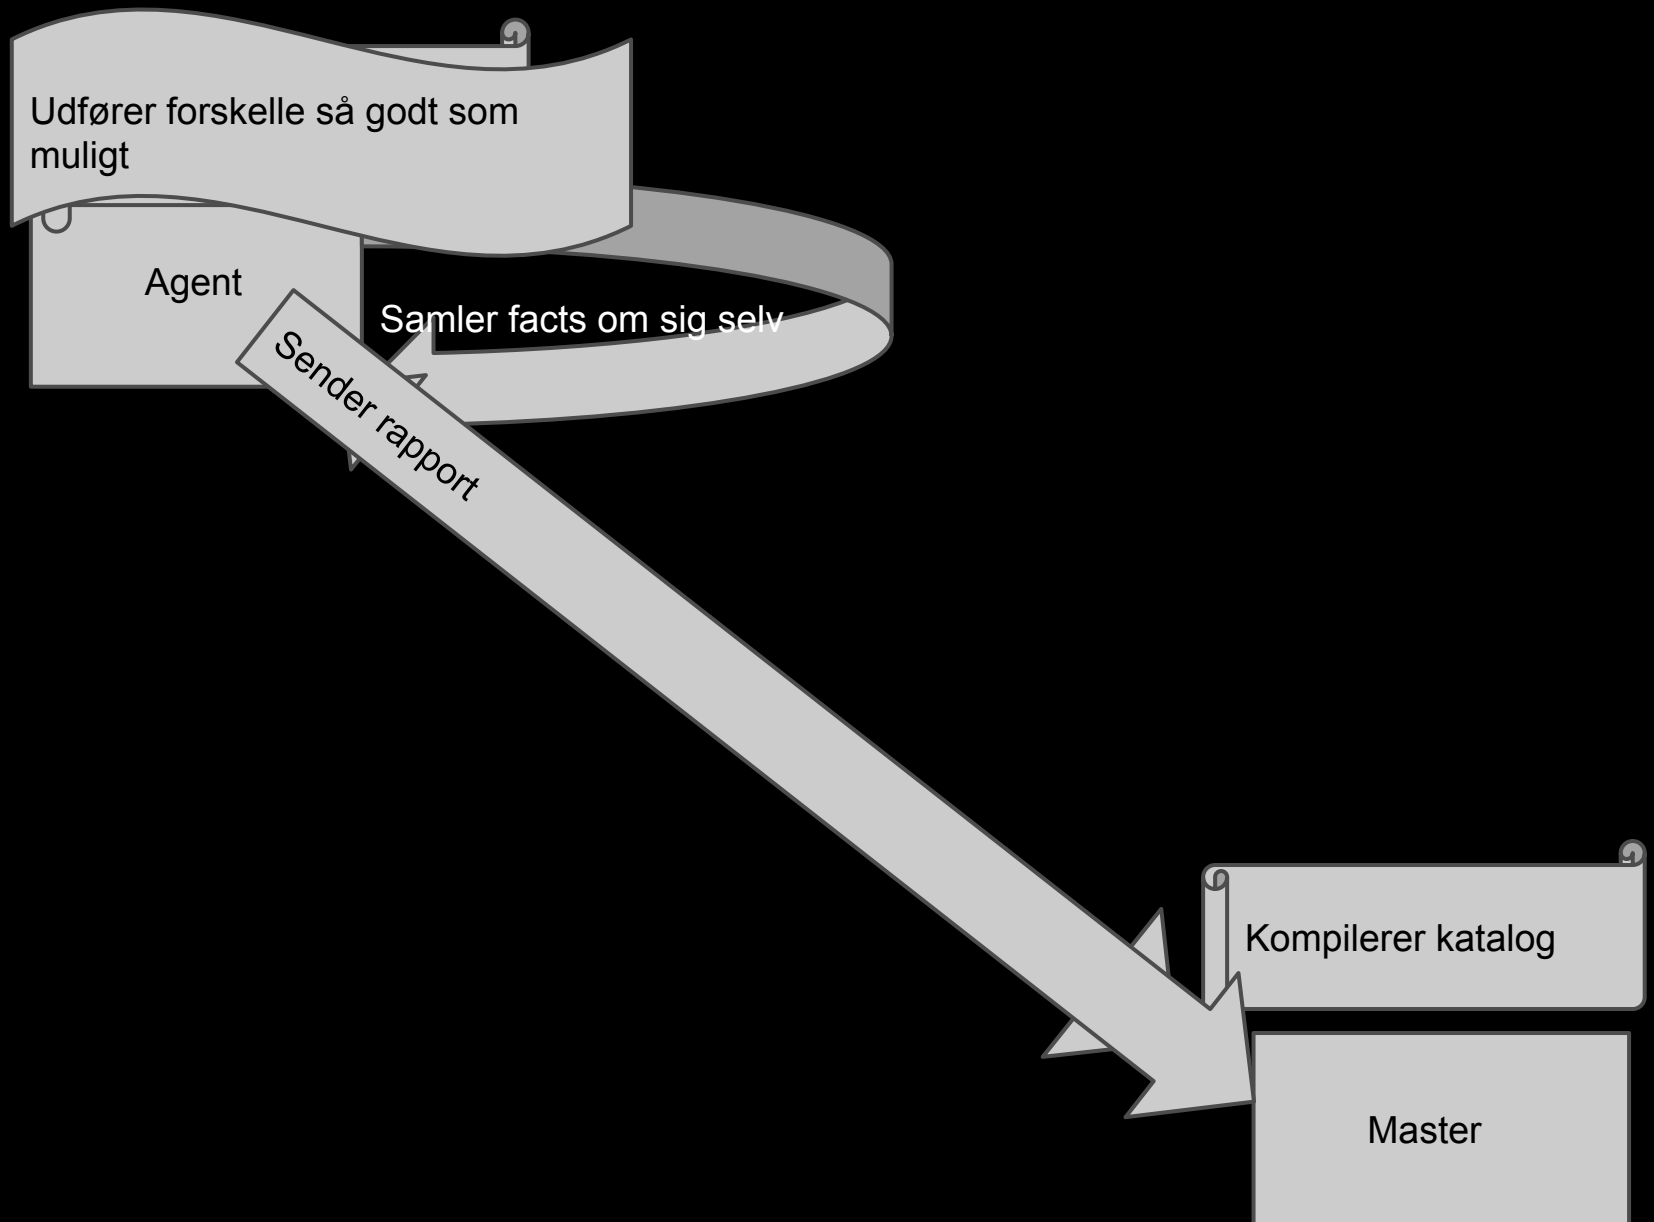 Udfører forskelle så godt som
muligt
Agent
Samler facts om sig selv
Sender rapport
Kompilerer katalog
Master